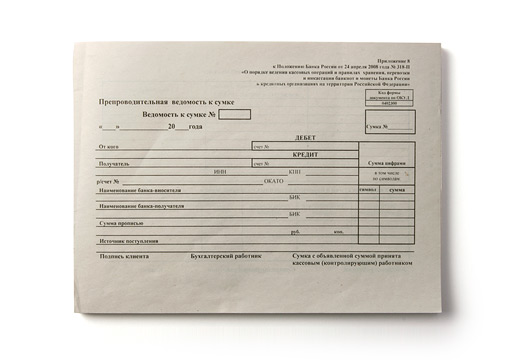 Приложение 8
к Положению Банка России от 24 апреля 2008 года № 318-П
«О порядке ведения кассовых операций и правилах хранения, перевозки
и инкассации банкнот и монеты Банка России
в кредитных организациях на территории Российской Федерации»
Код формы
документа по ОКУД
0402300
Препроводительная ведомость к сумке
Ведомость к сумке №
Сумка №
«___»____________20___года
ДЕБЕТ
От кого
счет №
КРЕДИТ
Получатель
счет №
Сумма цифрами
ИНН
КПП
в том числе
по символам
р/счет №
ОКАТО
символ
сумма
Наименование банка-вносителя
БИК
Наименование банка-получателя
БИК
Сумма прописью
руб.
коп.
Источник поступления
Подпись клиента
Бухгалтерский работник
Сумка с объявленной суммой принята
кассовым (контролирующим) работником